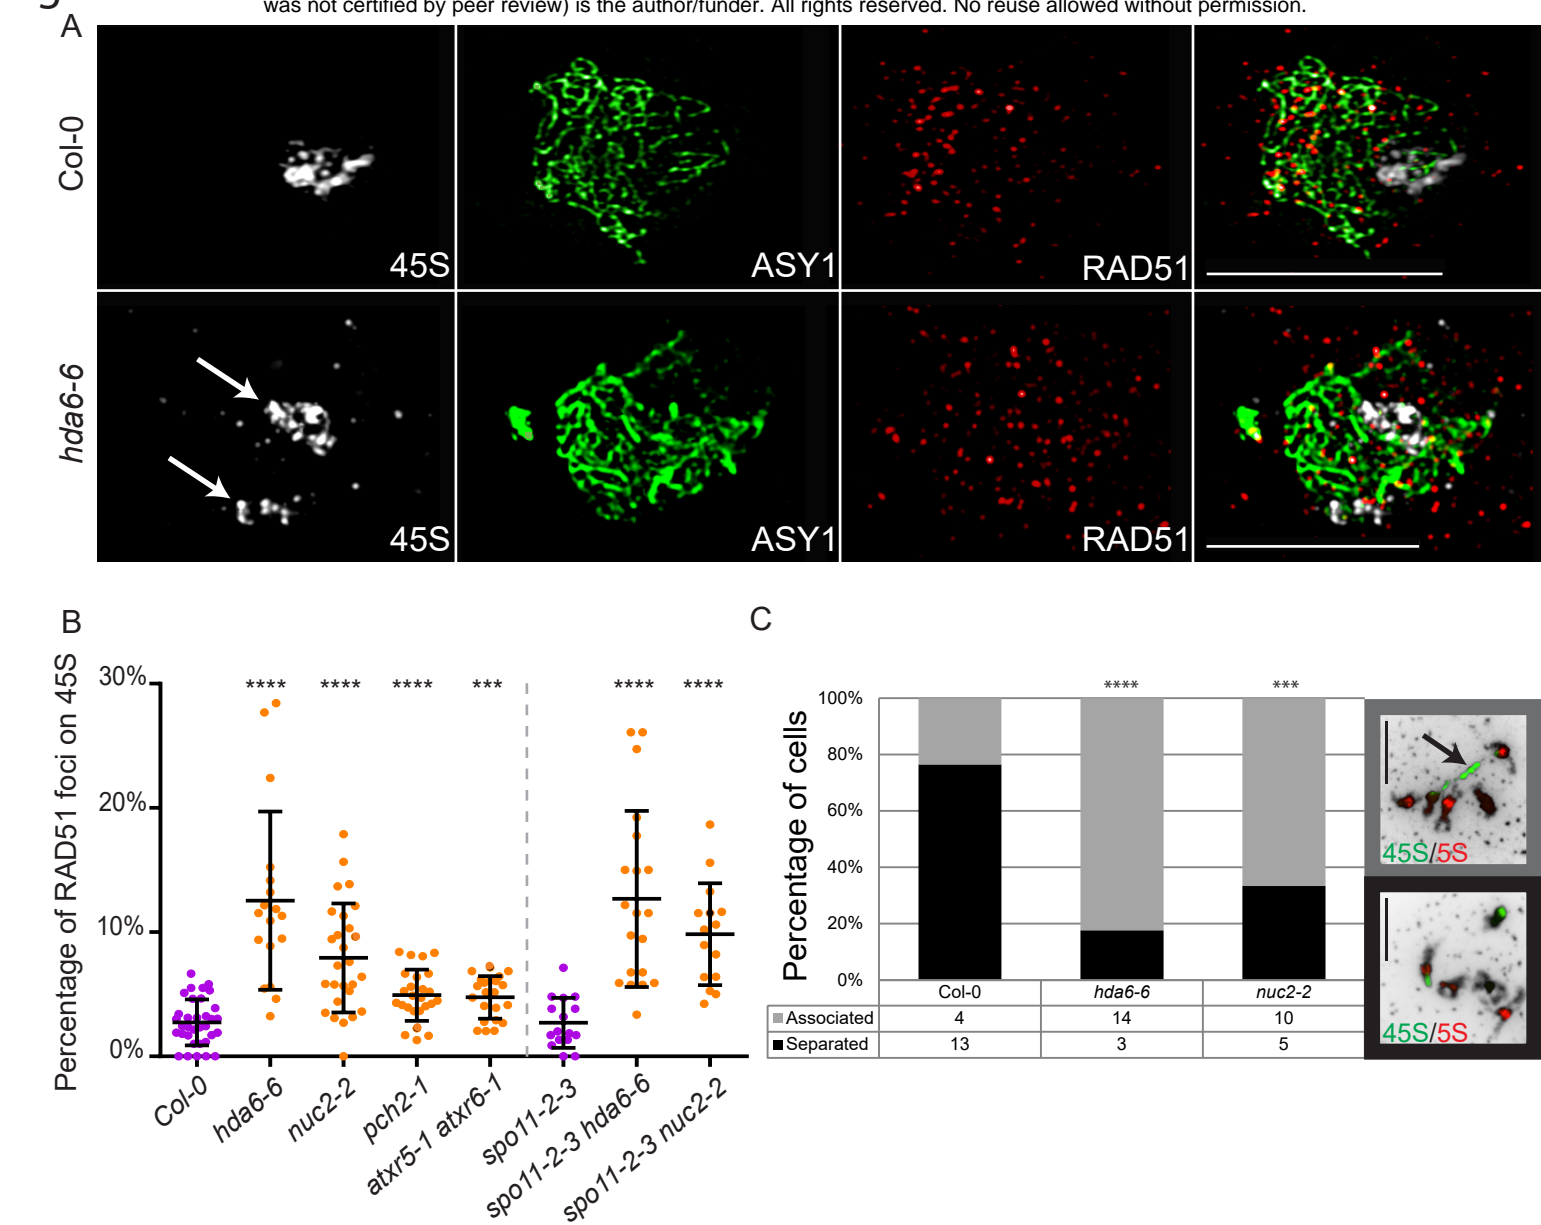 was not certified by peer review) is the author/funder. All rights reserved. No reuse allowed without permission.
A
Col-0
45S
ASY1
RAD51
hda6-6
45S
ASY1
RAD51
B
Percentage of RAD51 foci on 45S
30%
20%
10%
0%
**** **** **** *** **** ****
Col-0
hda6-6
nuc2-2
pch2-1
atxr5-1 atxr6-1
spo11-2-3
spo11-2-3 hda6-6
spo11-2-3 nuc2-2
C
Percentage of cells
100%
80%
60%
40%
20%
0%
**** ***
Col-0 hda6-6 nuc2-2
Associated 4 14 10
Separated 13 3 5
45S/5S
45S/5S